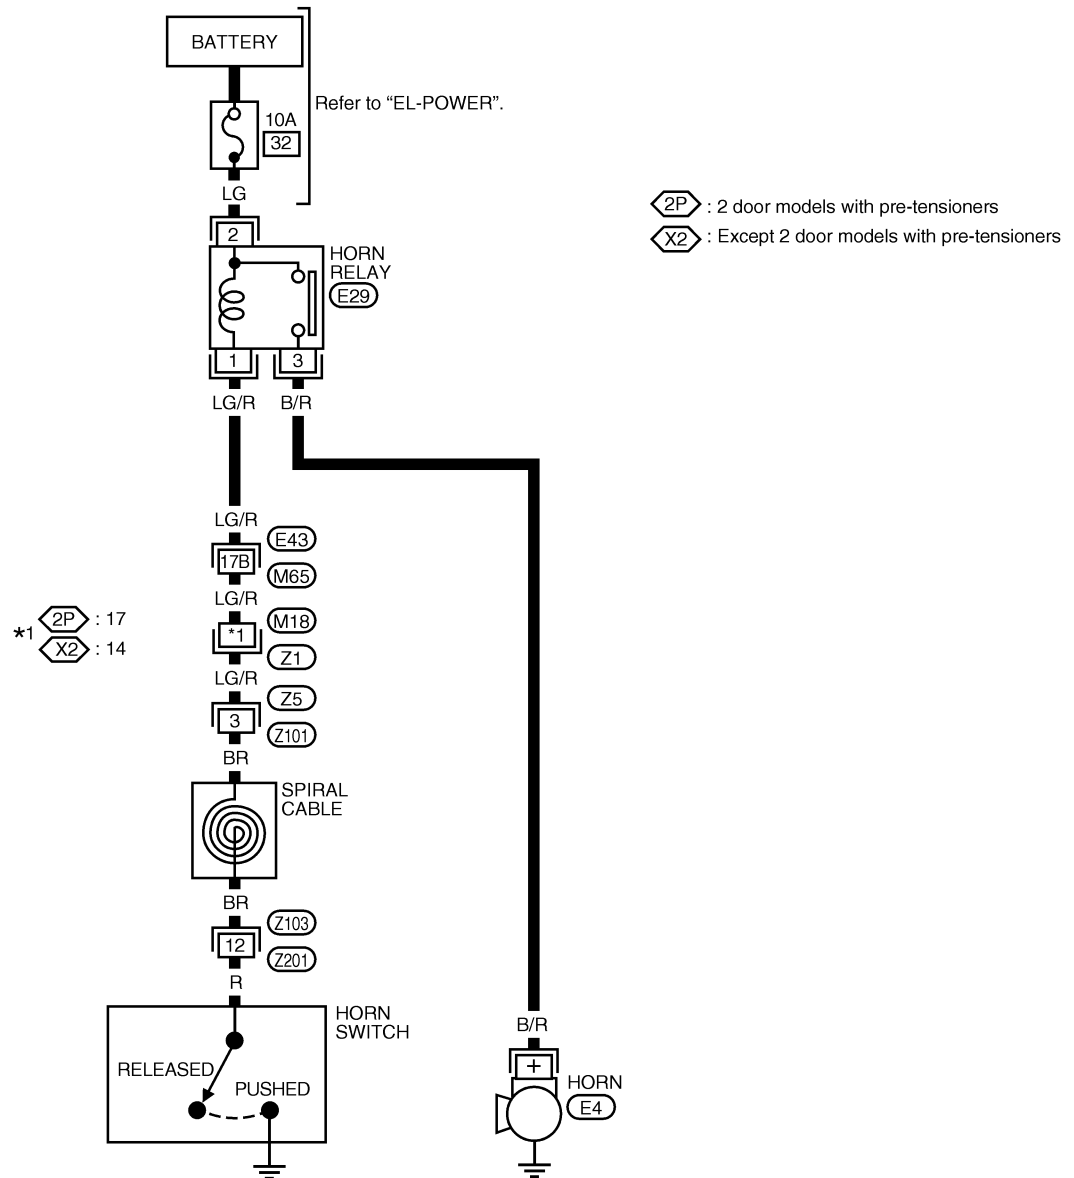 BATTERY
Refer to “EL-POWER”.
10A
32
LG
2
HORN
RELAY
E29
1
3
LG/R
B/R
2P : 2 door models with pre-tensioners
X2 : Except 2 door models with pre-tensioners
LG/R
E43
17B
M65
LG/R
M18
*1
Z1
*1
2P : 17
X2 : 14
LG/R
Z5
3
Z101
BR
SPIRAL
CABLE
BR
Z103
12
Z201
R
HORN
SWITCH
RELEASED
PUSHED
B/R
+
HORN
E4